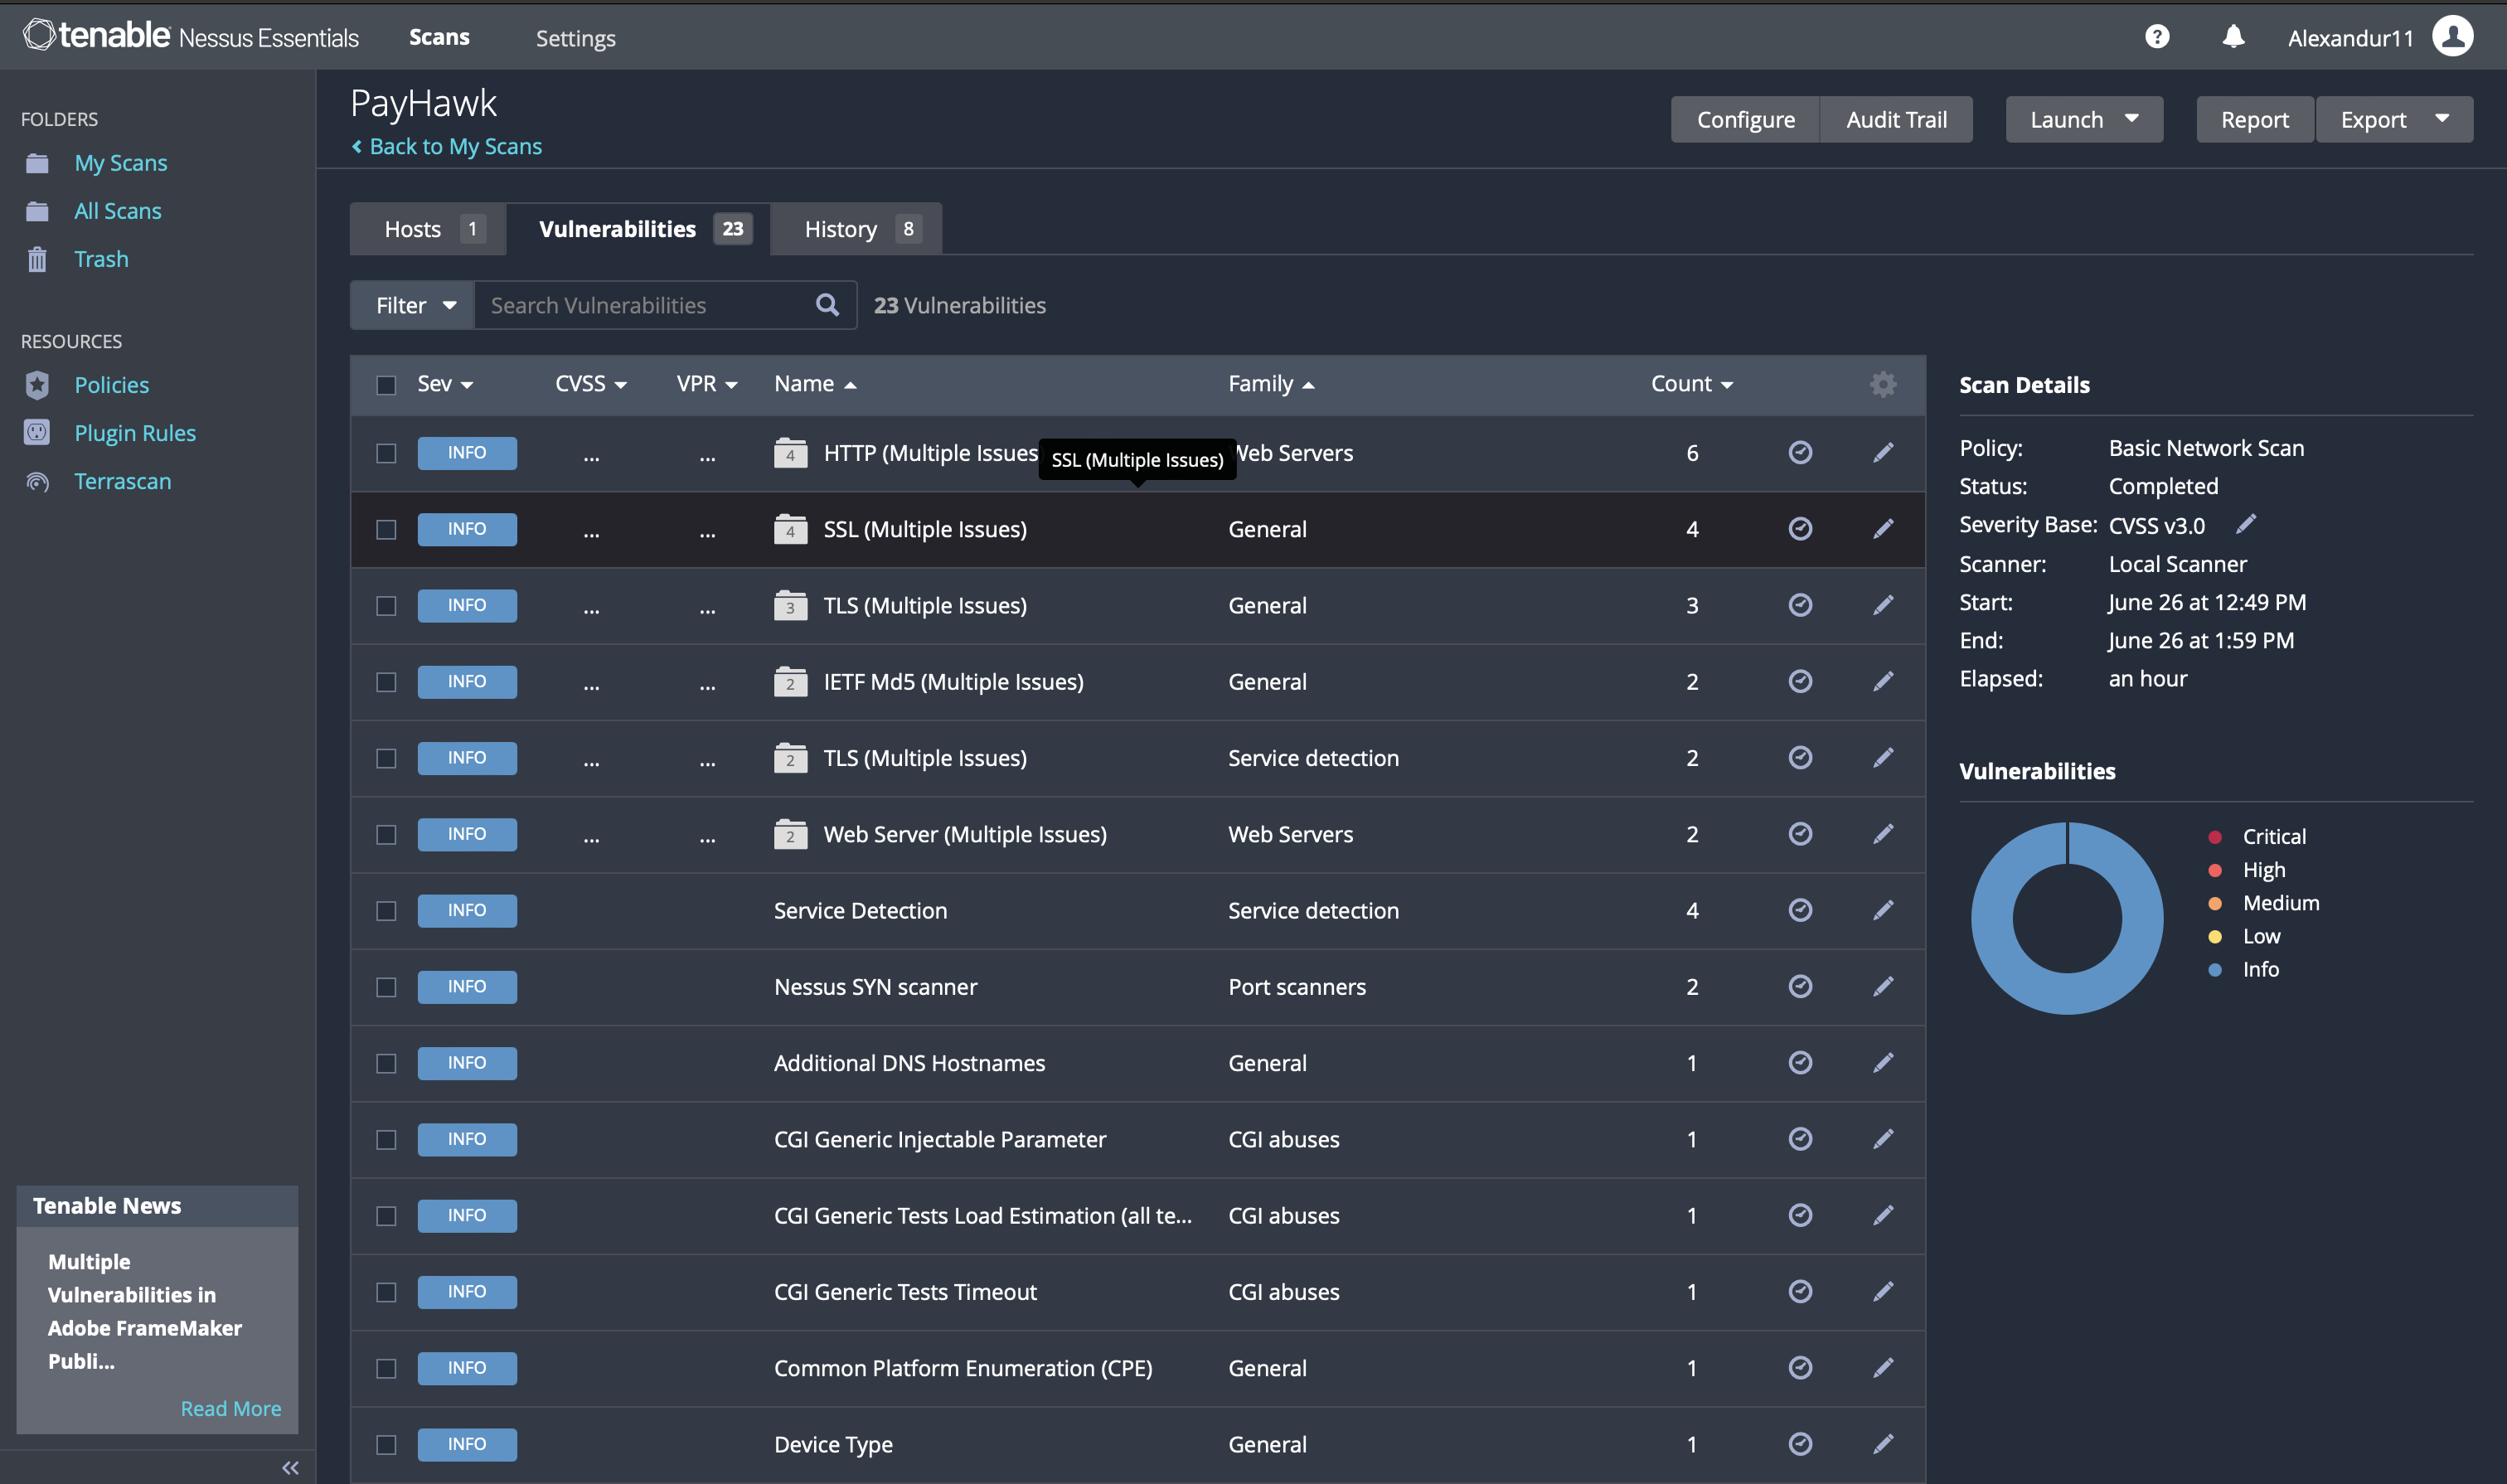 tenable Nessus Essentials Scans Settings Alexandur11
FOLDERS
My Scans
All Scans
Trash
RESOURCES
Policies
Plugin Rules
Terrascan
Tenable News
Multiple
Vulnerabilities in
Adobe FrameMaker
Publi...
Read More
PayHawk
Back to My Scans
Configure Audit Trail Launch Report Export
Hosts 1 Vulnerabilities 23 History 8
Filter Search Vulnerabilities 23 Vulnerabilities
Sev CVSS VPR Name Family Count
INFO ... ... 4 HTTP (Multiple Issues Web Servers 6
SSL (Multiple Issues)
INFO ... ... 4 SSL (Multiple Issues) General 4
INFO ... ... 3 TLS (Multiple Issues) General 3
INFO ... ... 2 IETF Md5 (Multiple Issues) General 2
INFO ... ... 2 TLS (Multiple Issues) Service detection 2
INFO ... ... 2 Web Server (Multiple Issues) Web Servers 2
INFO Service Detection Service detection 4
INFO Nessus SYN scanner Port scanners 2
INFO Additional DNS Hostnames General 1
INFO CGI Generic Injectable Parameter CGI abuses 1
INFO CGI Generic Tests Load Estimation (all te... CGI abuses 1
INFO CGI Generic Tests Timeout CGI abuses 1
INFO Common Platform Enumeration (CPE) General 1
INFO Device Type General 1
Scan Details
Policy: Basic Network Scan
Status: Completed
Severity Base: CVSS v3.0
Scanner: Local Scanner
Start: June 26 at 12:49 PM
End: June 26 at 1:59 PM
Elapsed: an hour
Vulnerabilities
Critical
High
Medium
Low
Info